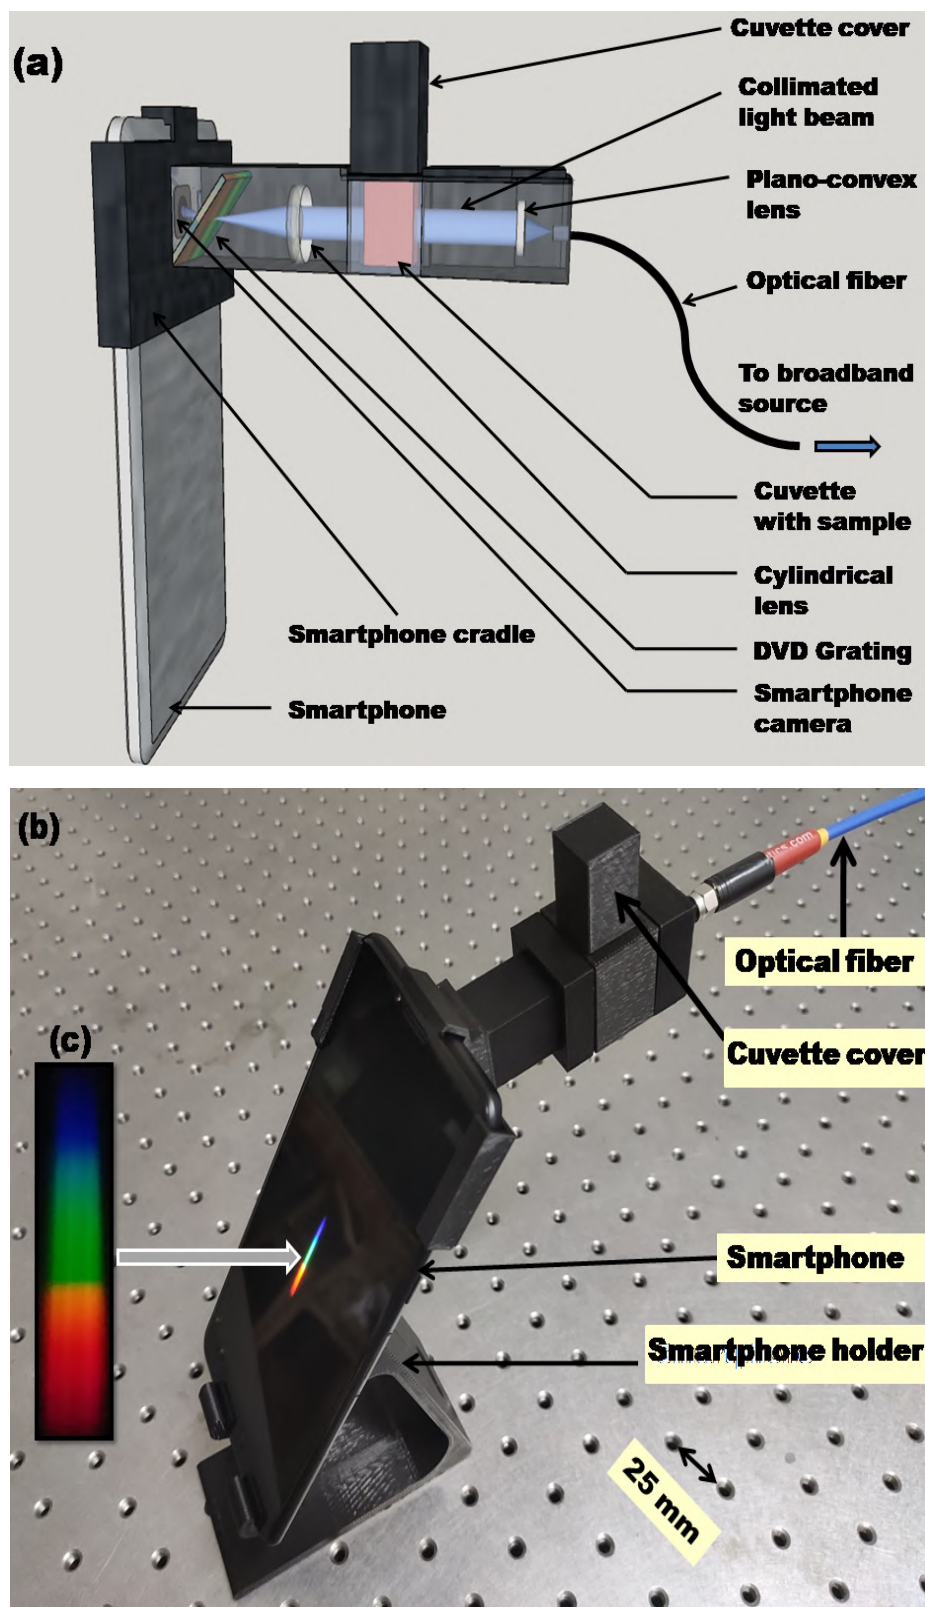 (a)
Cuvette cover
Collimated
light beam
Plano-convex
lens
Optical fiber
To broadband
source
Cuvette
with sample
Cylindrical
lens
DVD Grating
Smartphone
camera
Smartphone cradle
Smartphone
(b)
Optical fiber
Cuvette cover
(c)
Smartphone
Smartphone holder
25 mm